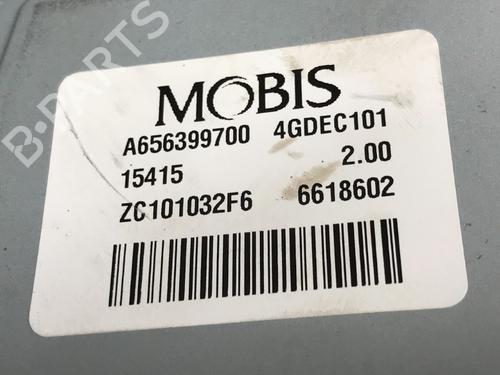 B-PARTS
MOBIS
A656399700 4GDEC101
15415 2.00
ZC101032F6 6618602